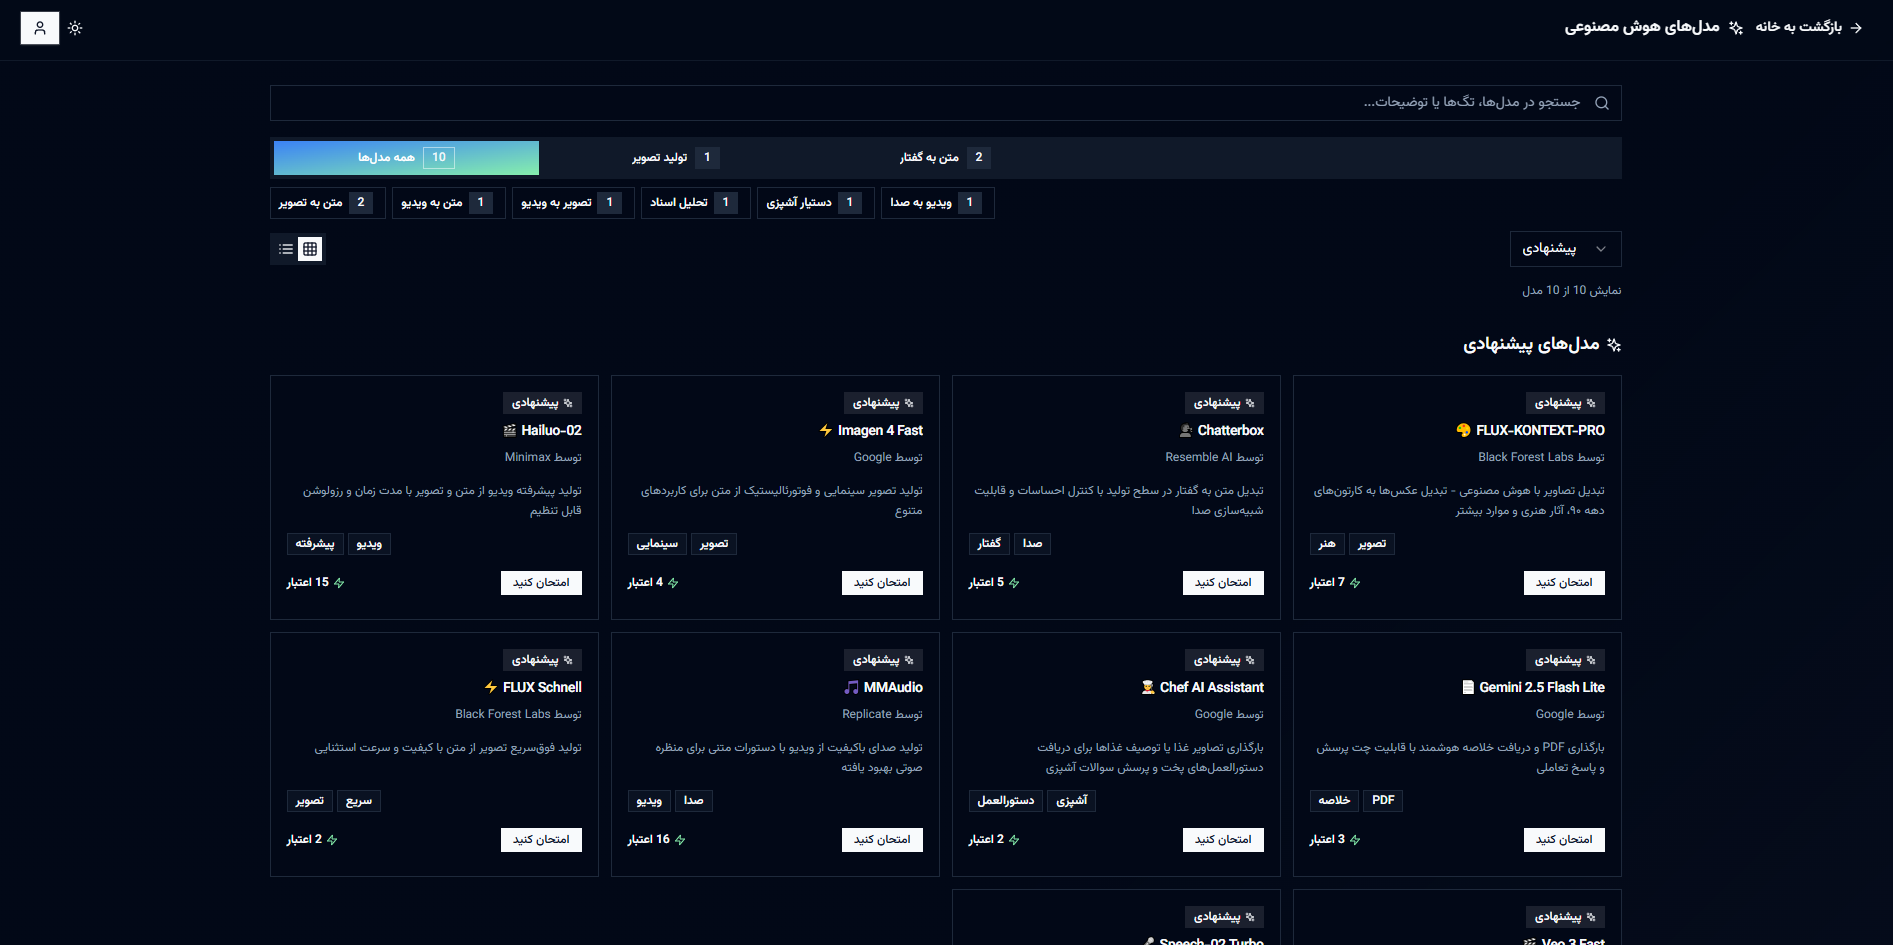 بازگشت به خانه
مدل‌های هوش مصنوعی
جستجو در مدل‌ها، تگ‌ها یا توضیحات...
متن به گفتار 2
تولید تصویر 1
همه مدل‌ها 10
ویدیو به صدا 1
دستیار آشپزی 1
تحلیل اسناد 1
تصویر به ویدیو 1
متن به ویدیو 1
متن به تصویر 2
پیشنهادی
نمایش 10 از 10 مدل
مدل‌های پیشنهادی
پیشنهادی
FLUX-KONTEXT-PRO
توسط Black Forest Labs
تبدیل تصاویر با هوش مصنوعی - تبدیل عکس‌ها به کارتون‌های
دهه ۹۰، آثار هنری و موارد بیشتر
تصویر
هنر
امتحان کنید
7 اعتبار
پیشنهادی
Chatterbox
توسط Resemble AI
تبدیل متن به گفتار در سطح تولید با کنترل احساسات و قابلیت
شبیه‌سازی صدا
صدا
گفتار
امتحان کنید
5 اعتبار
پیشنهادی
Imagen 4 Fast
توسط Google
تولید تصویر سینمایی و فوتورئالیستیک از متن برای کاربردهای
متنوع
تصویر
سینمایی
امتحان کنید
4 اعتبار
پیشنهادی
Hailuo-02
توسط Minimax
تولید پیشرفته ویدیو از متن و تصویر با مدت زمان و رزولوشن
قابل تنظیم
ویدیو
پیشرفته
امتحان کنید
15 اعتبار
پیشنهادی
Gemini 2.5 Flash Lite
توسط Google
بارگذاری PDF و دریافت خلاصه هوشمند با قابلیت چت پرسش
و پاسخ تعاملی
PDF
خلاصه
امتحان کنید
3 اعتبار
پیشنهادی
Chef AI Assistant
توسط Google
بارگذاری تصاویر غذا یا توصیف غذاها برای دریافت
دستورالعمل‌های پخت و پرسش سوالات آشپزی
آشپزی
دستورالعمل
امتحان کنید
2 اعتبار
پیشنهادی
MMAudio
توسط Replicate
تولید صدای باکیفیت از ویدیو با دستورات متنی برای منظره
صوتی بهبود یافته
صدا
ویدیو
امتحان کنید
16 اعتبار
پیشنهادی
FLUX Schnell
توسط Black Forest Labs
تولید فوق‌سریع تصویر از متن با کیفیت و سرعت استثنایی
سریع
تصویر
امتحان کنید
2 اعتبار
پیشنهادی
Veo 3 Fast
پیشنهادی
Speech-02 Turbo